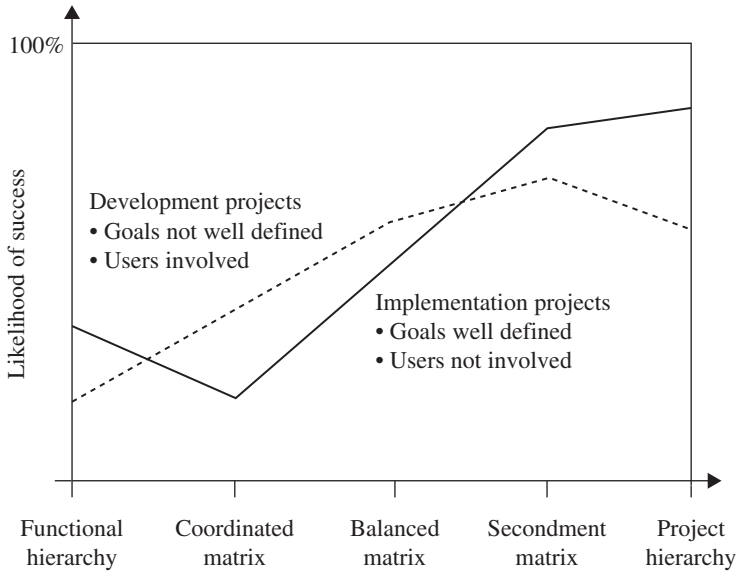 100%
Likelihood of success
Development projects
• Goals not well defined
• Users involved
Implementation projects
• Goals well defined
• Users not involved
Functional
hierarchy
Coordinated
matrix
Balanced
matrix
Secondment
matrix
Project
hierarchy